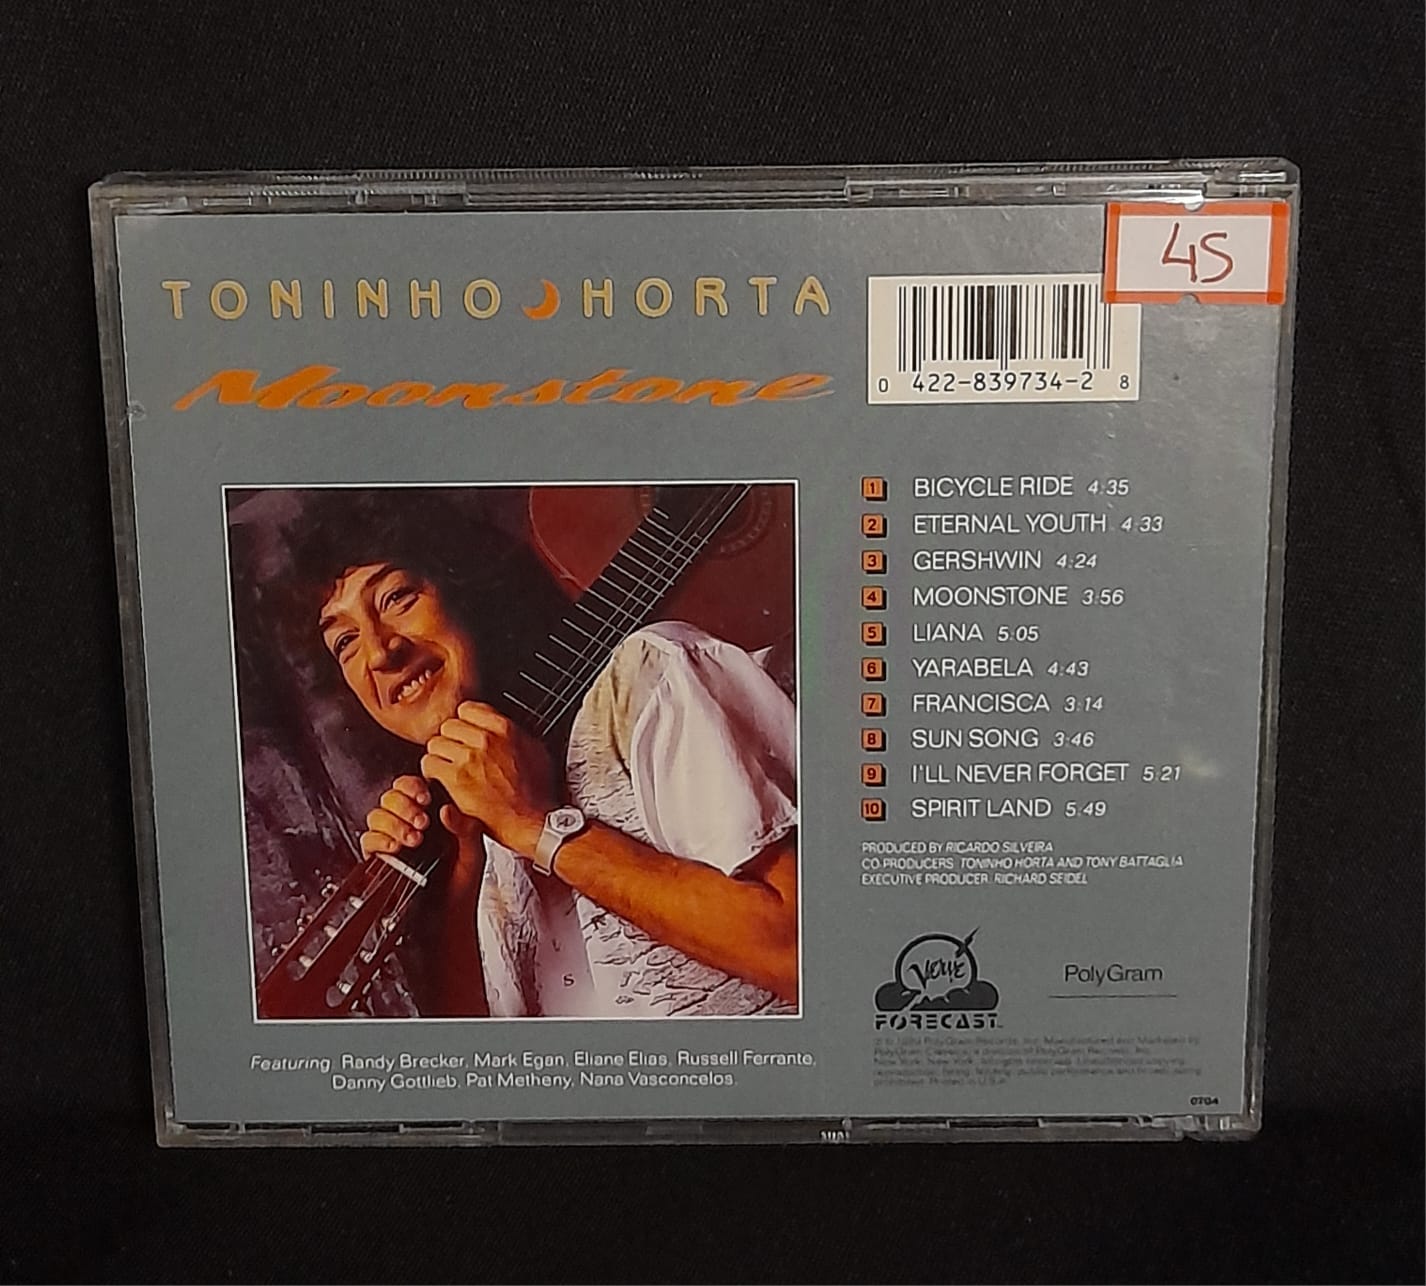 45
TONINHO HORTA
Moonstone
0 422-839734-2 8
1 BICYCLE RIDE 4:35
2 ETERNAL YOUTH 4:33
3 GERSHWIN 4:24
4 MOONSTONE 3:56
5 LIANA 5:05
6 YARABELA 4:43
7 FRANCISCA 3:14
8 SUN SONG 3:46
9 I'LL NEVER FORGET 5:21
10 SPIRIT LAND 5:49
PRODUCED BY RICARDO SILVEIRA
CO-PRODUCERS: TONINHO HORTA AND TONY BATTAGLIA
EXECUTIVE PRODUCER: RICHARD SEIDEL
VERVE
FORECAST
PolyGram
Featuring: Randy Brecker, Mark Egan, Eliane Elias, Russell Ferrante,
Danny Gottlieb, Pat Metheny, Nana Vasconcelos.
0704